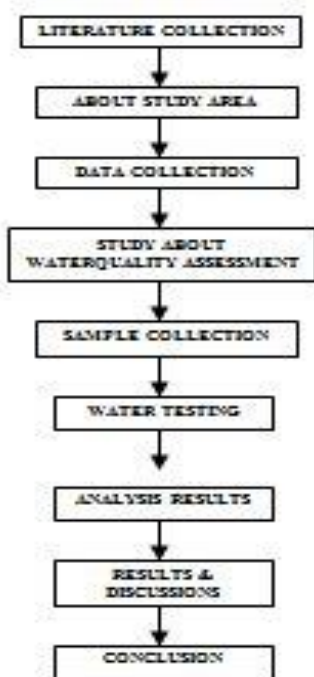 LITERATURE COLLECTION
ABOUT STUDY AREA
DATA COLLECTION
STUDY ABOUT
WATERQUALITY ASSESSMENT
SAMPLE COLLECTION
WATER TESTING
ANALYSIS RESULTS
RESULTS &
DISCUSSIONS
CONCLUSION